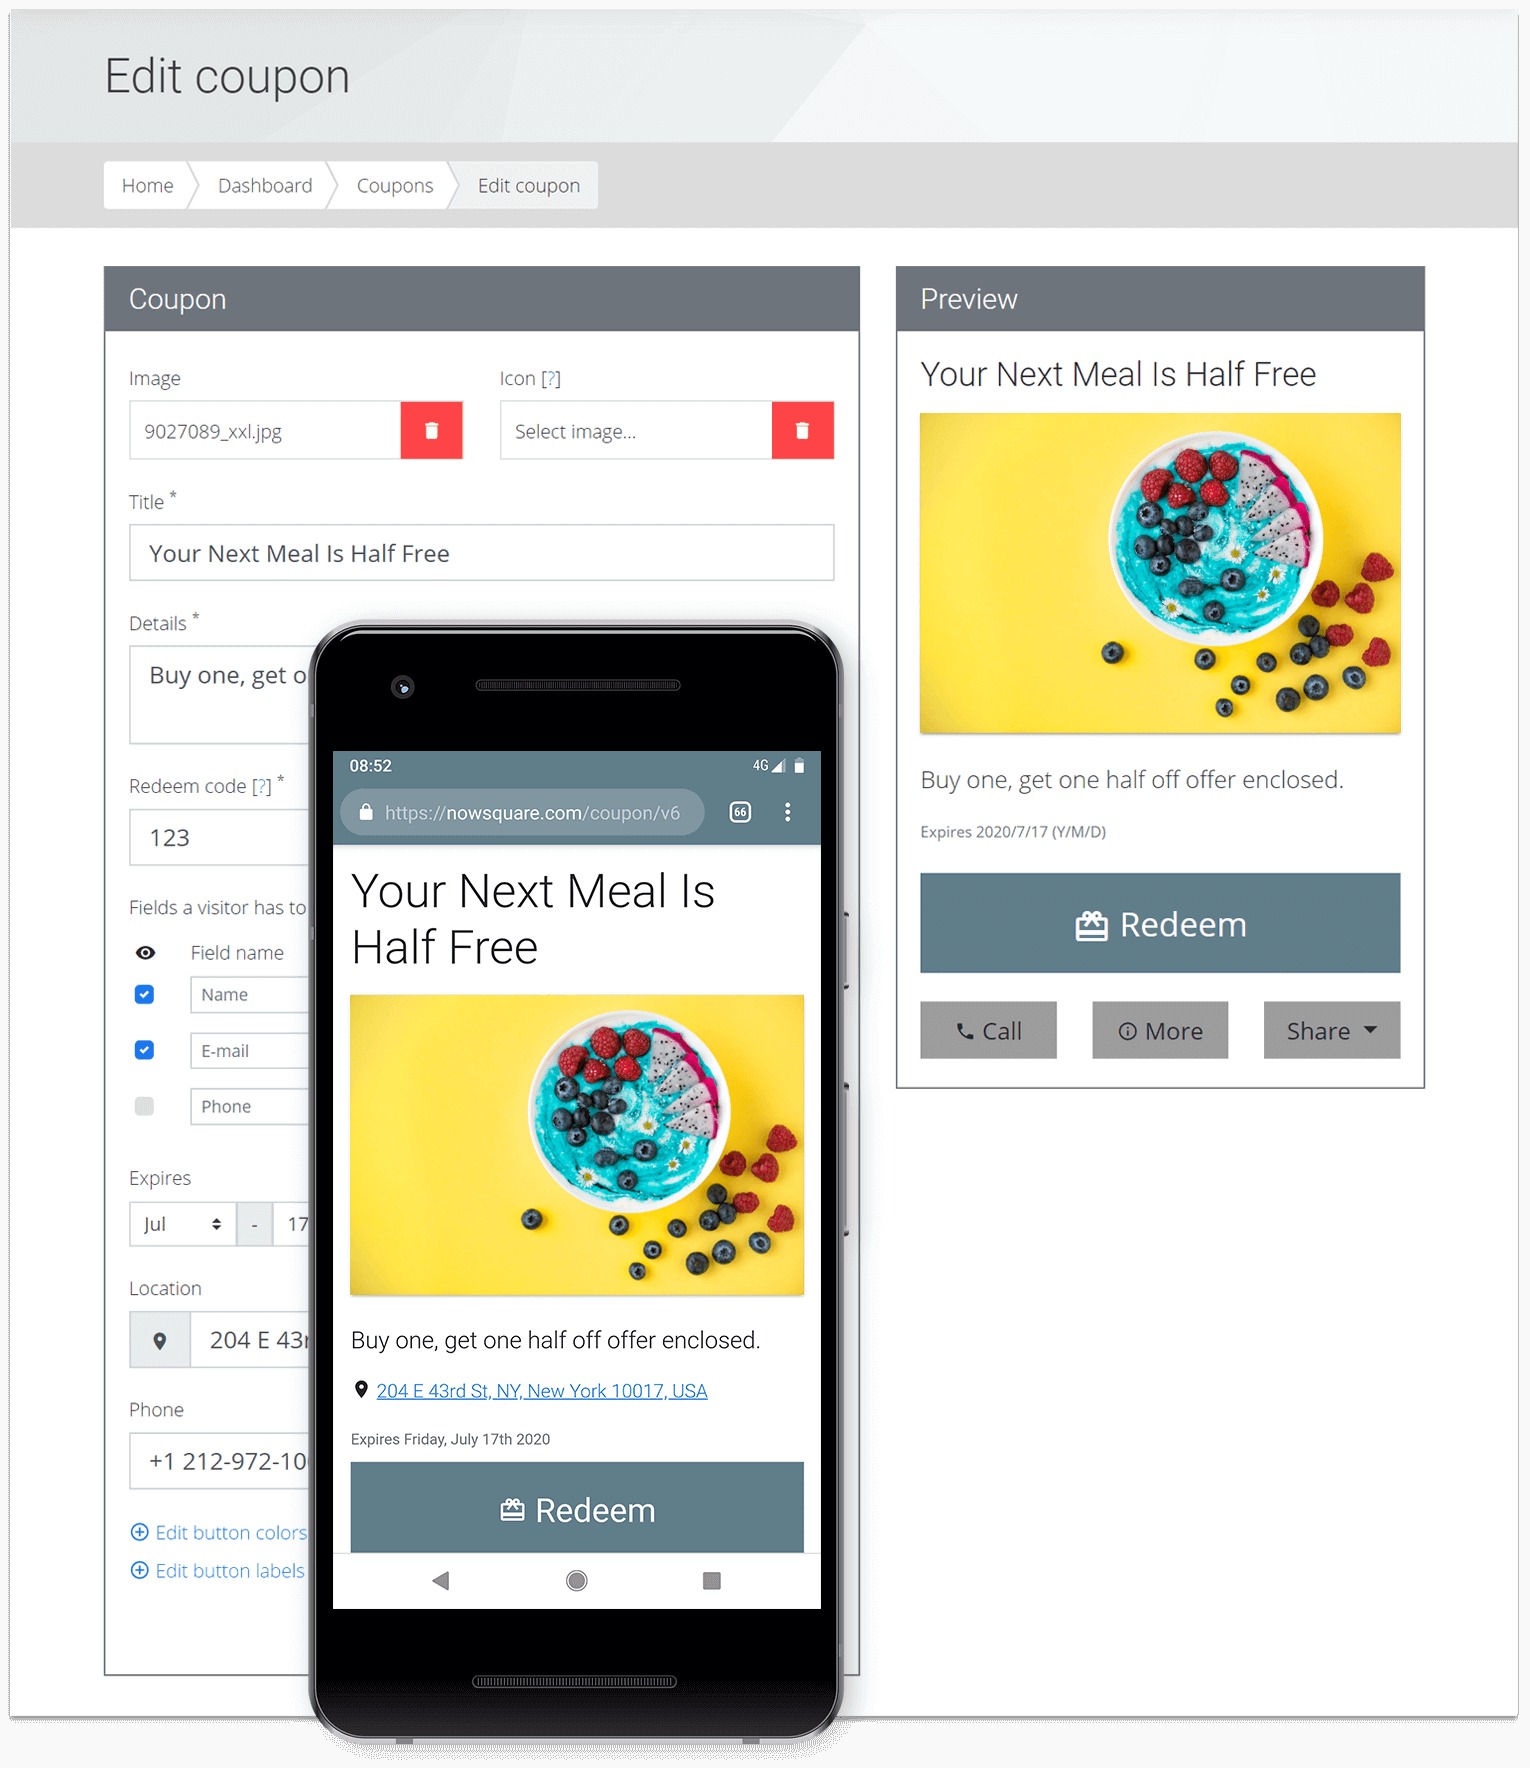 Edit coupon
Home
Dashboard
Coupons
Edit coupon
Coupon
Image
Icon [?]
9027089_xxl.jpg
Select image...
Title *
Your Next Meal Is Half Free
Details *
Buy one, get o
Redeem code [?] *
123
Fields a visitor has to
Field name
Name
E-mail
Phone
Expires
Jul
-
17
Location
204 E 43r
Phone
+1 212-972-10
Edit button colors
Edit button labels
08:52
4G
https://nowsquare.com/coupon/v6
66
Your Next Meal Is
Half Free
Buy one, get one half off offer enclosed.
204 E 43rd St, NY, New York 10017, USA
Expires Friday, July 17th 2020
Redeem
Preview
Your Next Meal Is Half Free
Buy one, get one half off offer enclosed.
Expires 2020/7/17 (Y/M/D)
Redeem
Call
More
Share